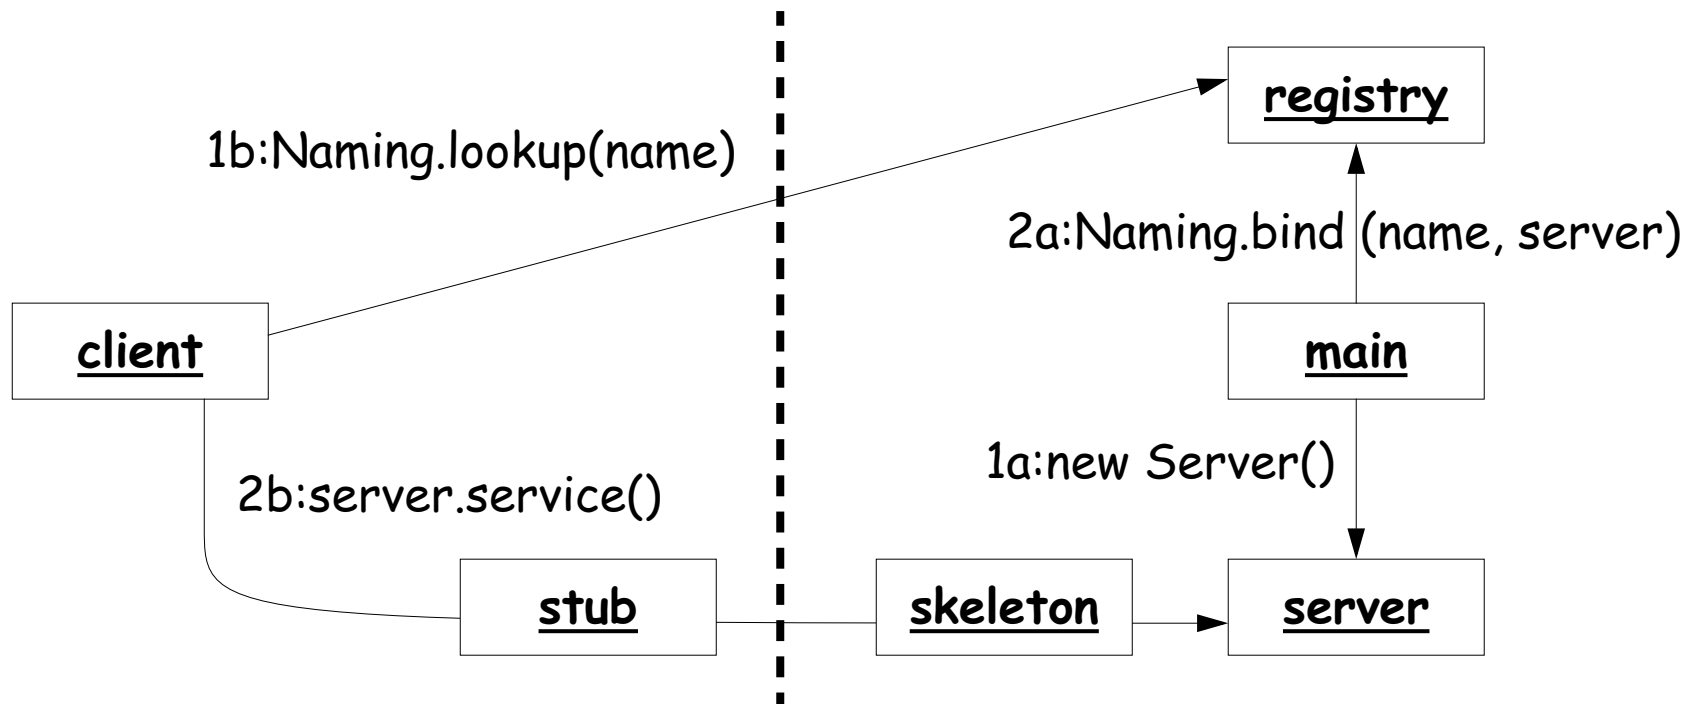 registry
1b:Naming.lookup(name)
2a:Naming.bind (name, server)
client
main
1a:new Server()
2b:server.service()
stub
skeleton
server